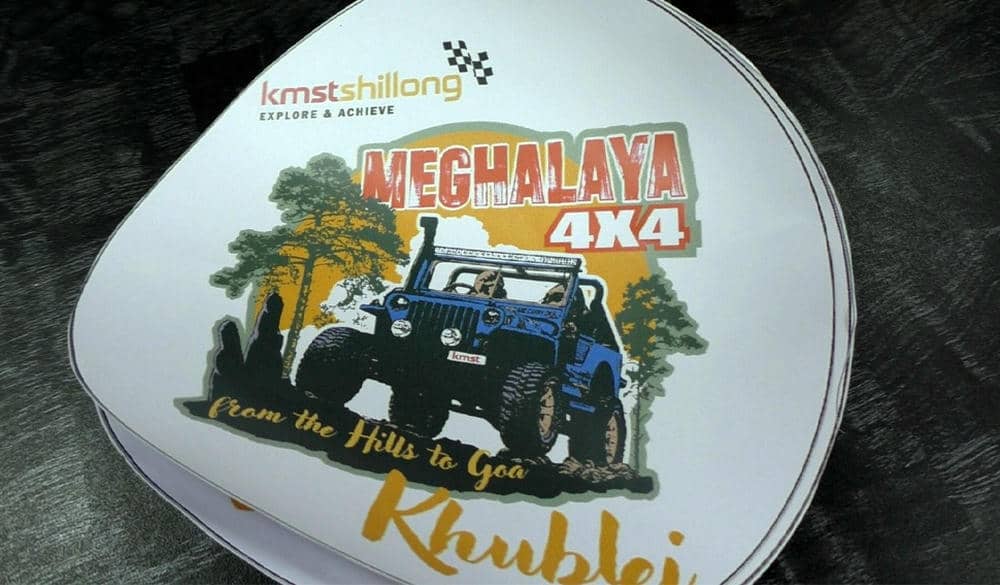 kmstshillong
EXPLORE & ACHIEVE
MEGHALAYA
4X4
kmst
from the Hills to Goa
Khublei